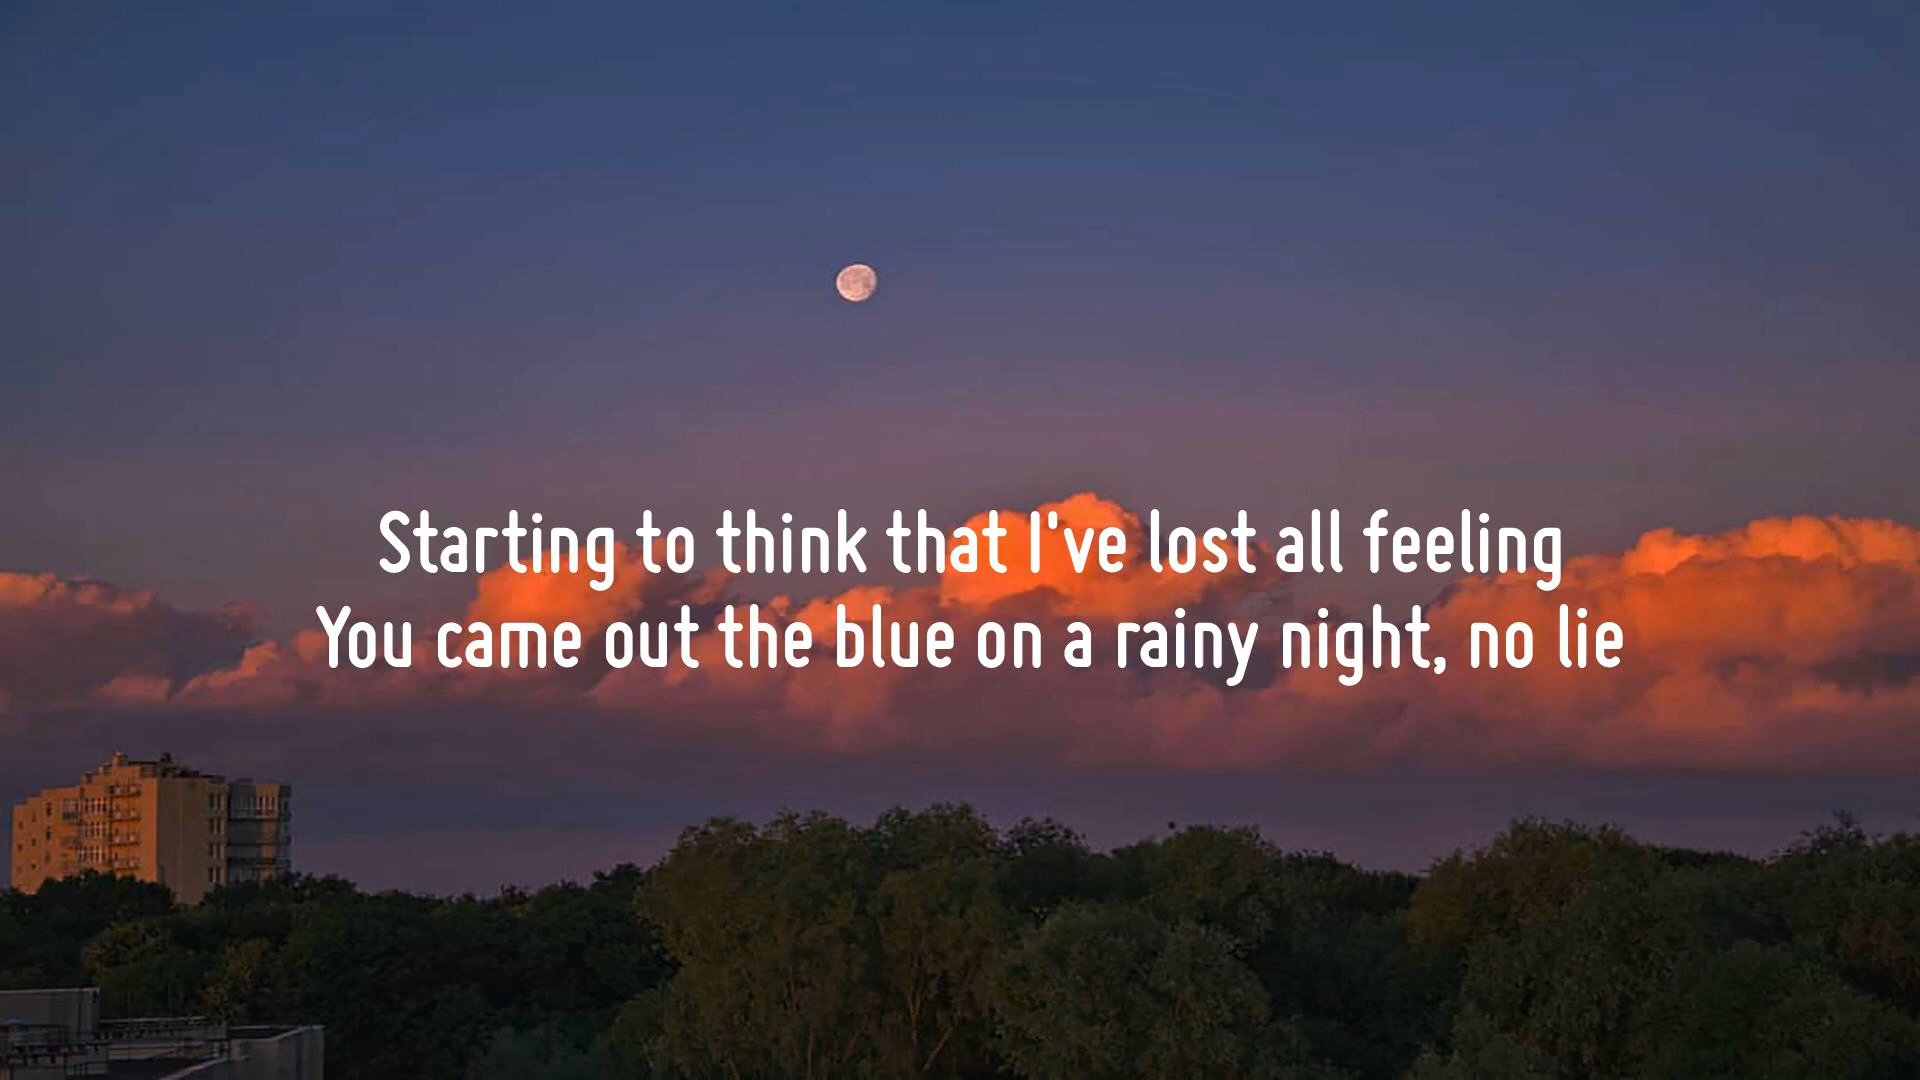 Starting to think that I've lost all feeling
You came out the blue on a rainy night, no lie